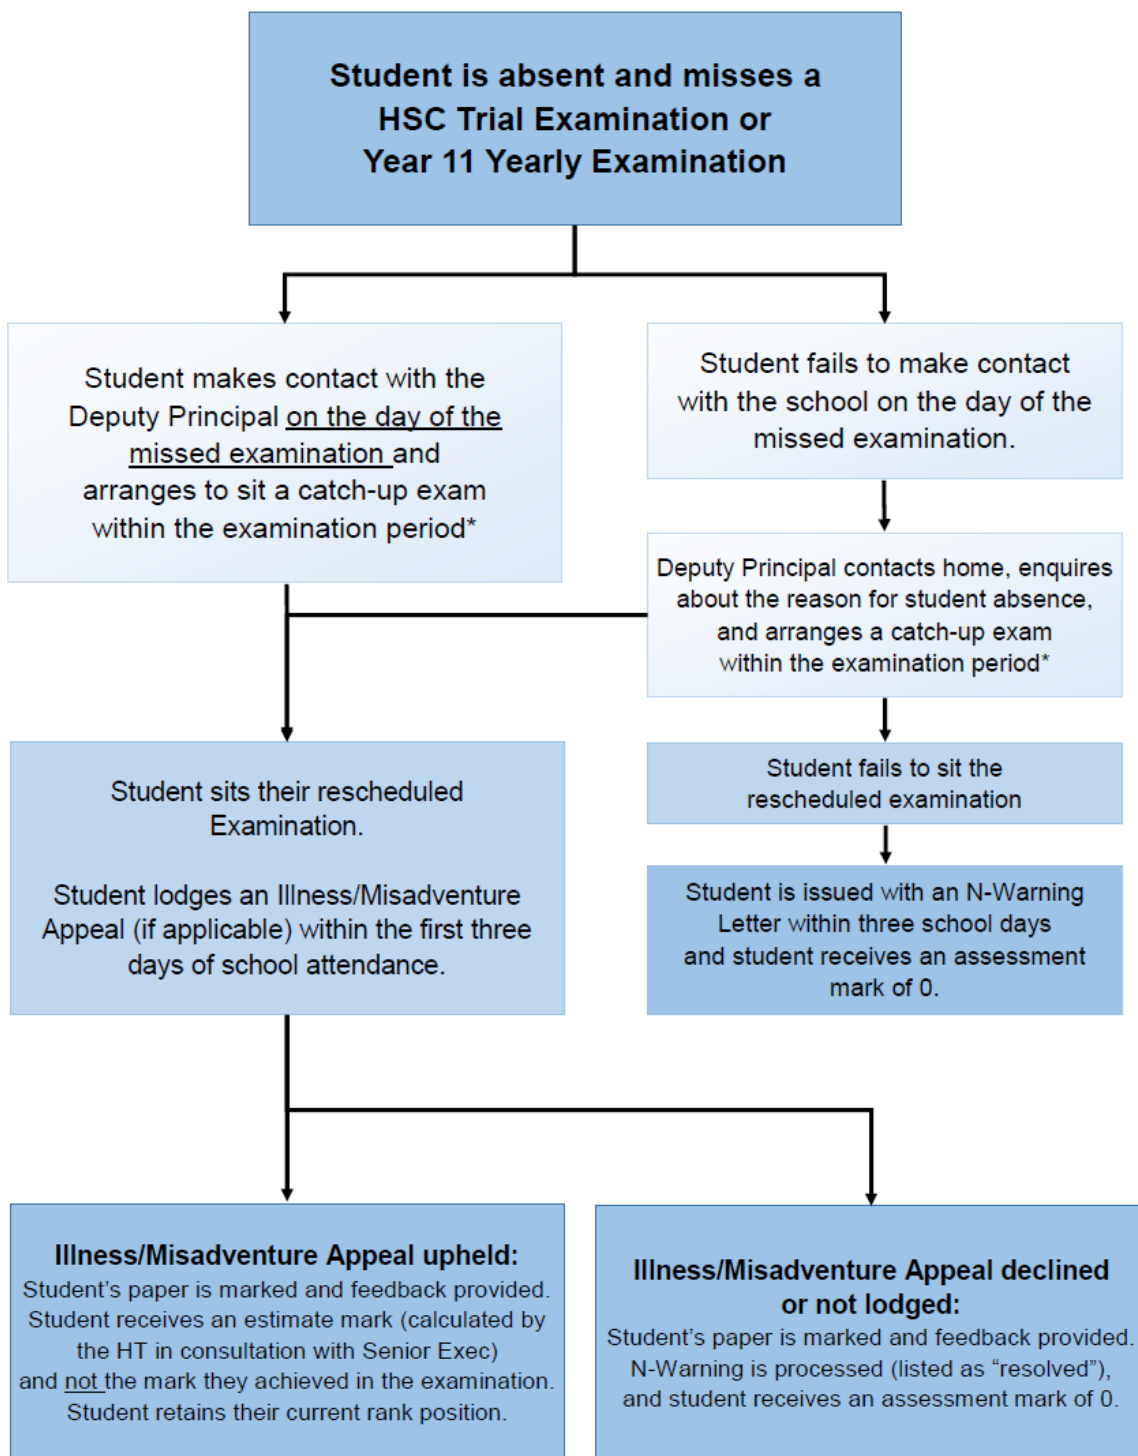 Student is absent and misses a
HSC Trial Examination or
Year 11 Yearly Examination
Student makes contact with the
Deputy Principal on the day of the
missed examination and
arranges to sit a catch-up exam
within the examination period*
Student fails to make contact
with the school on the day of the
missed examination.
Deputy Principal contacts home, enquires
about the reason for student absence,
and arranges a catch-up exam
within the examination period*
Student sits their rescheduled
Examination.
Student lodges an Illness/Misadventure
Appeal (if applicable) within the first three
days of school attendance.
Student fails to sit the
rescheduled examination
Student is issued with an N-Warning
Letter within three school days
and student receives an assessment
mark of 0.
Illness/Misadventure Appeal upheld:
Student's paper is marked and feedback provided.
Student receives an estimate mark (calculated by
the HT in consultation with Senior Exec)
and not the mark they achieved in the examination.
Student retains their current rank position.
Illness/Misadventure Appeal declined
or not lodged:
Student's paper is marked and feedback provided.
N-Warning is processed (listed as “resolved”),
and student receives an assessment mark of 0.